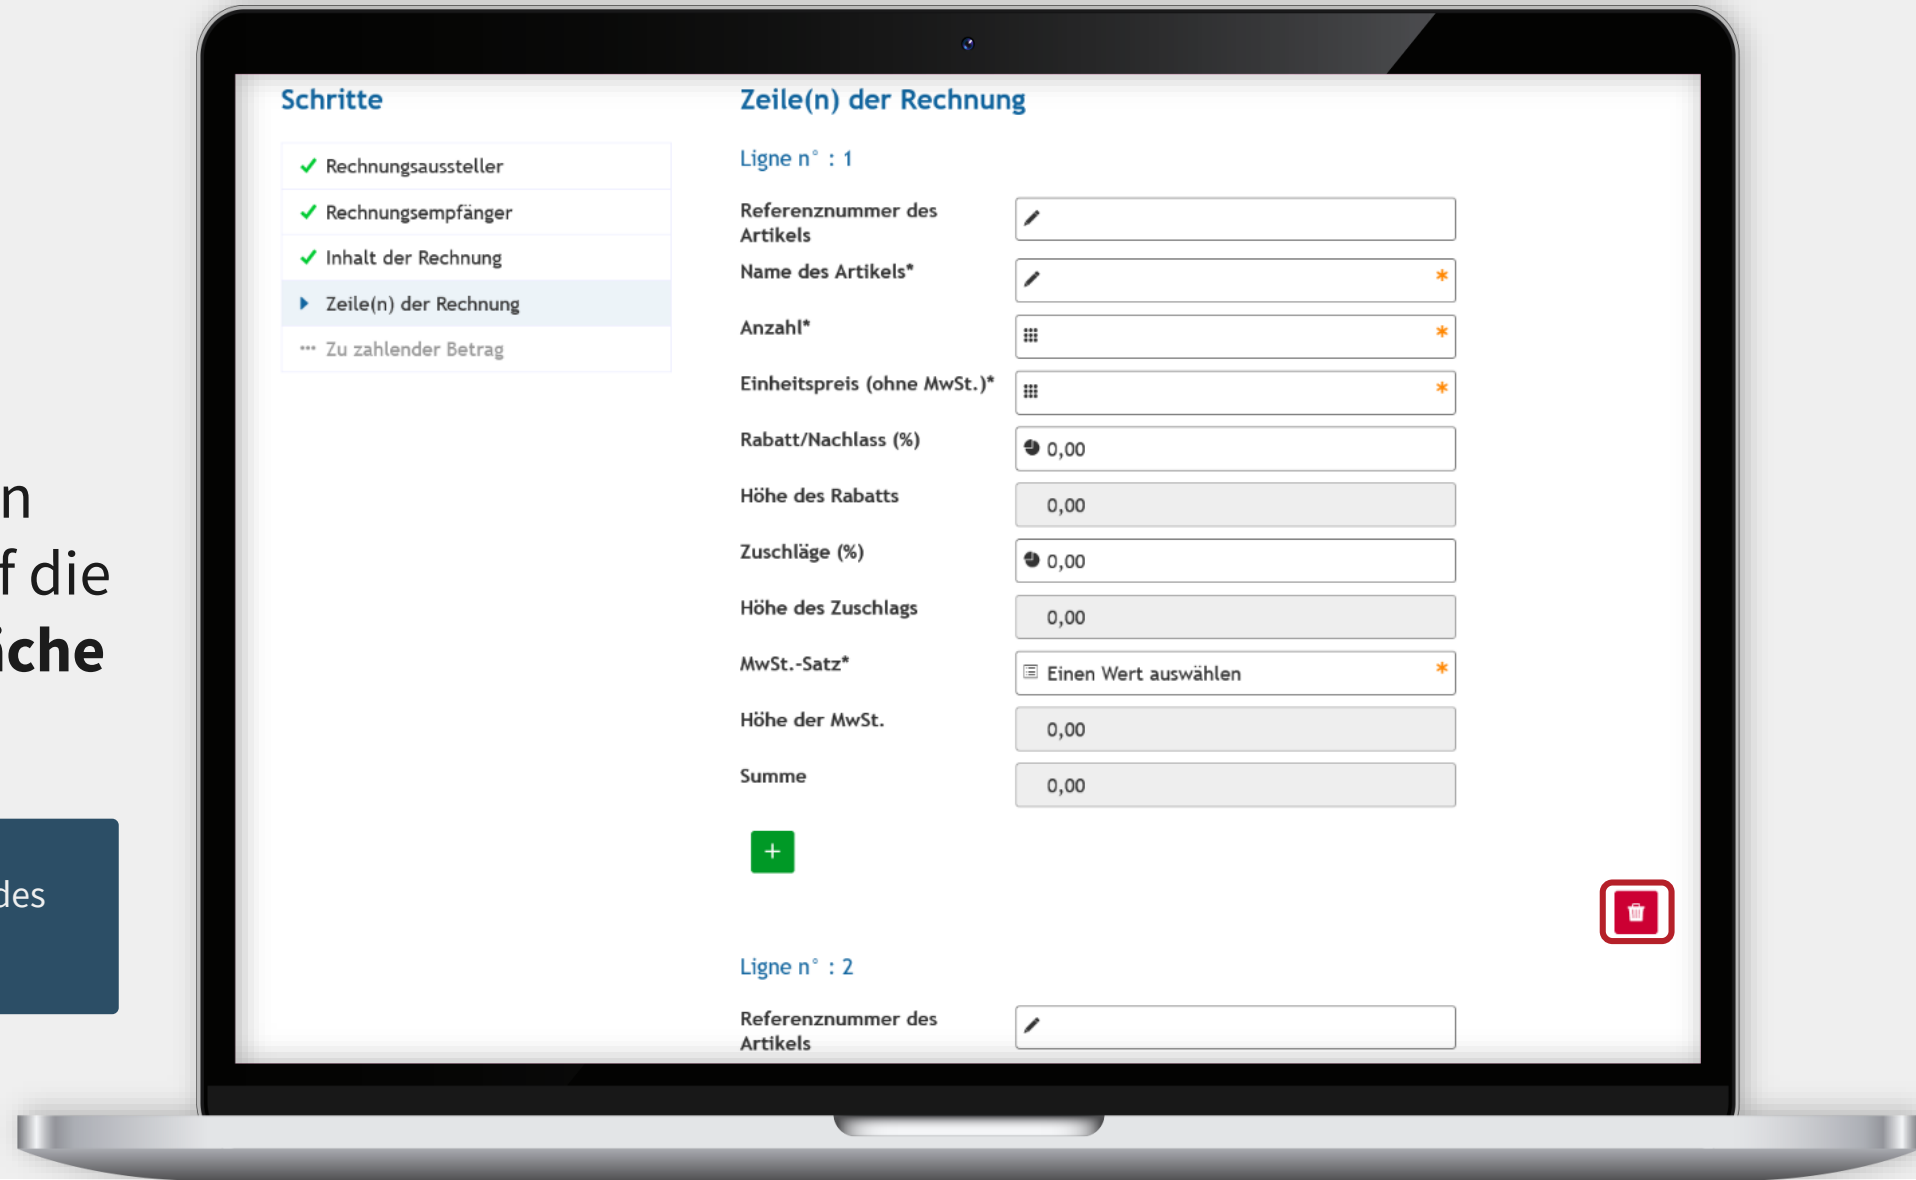 n
f die
äche
des
Schritte
✔ Rechnungsaussteller
✔ Rechnungsempfänger
✔ Inhalt der Rechnung
Zeile(n) der Rechnung
··· Zu zahlender Betrag
Zeile(n) der Rechnung
Ligne n° : 1
Referenznummer des
Artikels
Name des Artikels* *
Anzahl* *
Einheitspreis (ohne MwSt.)* *
Rabatt/Nachlass (%) 0,00
Höhe des Rabatts 0,00
Zuschläge (%) 0,00
Höhe des Zuschlags 0,00
MwSt.-Satz* Einen Wert auswählen *
Höhe der MwSt. 0,00
Summe 0,00
+
Ligne n° : 2
Referenznummer des
Artikels